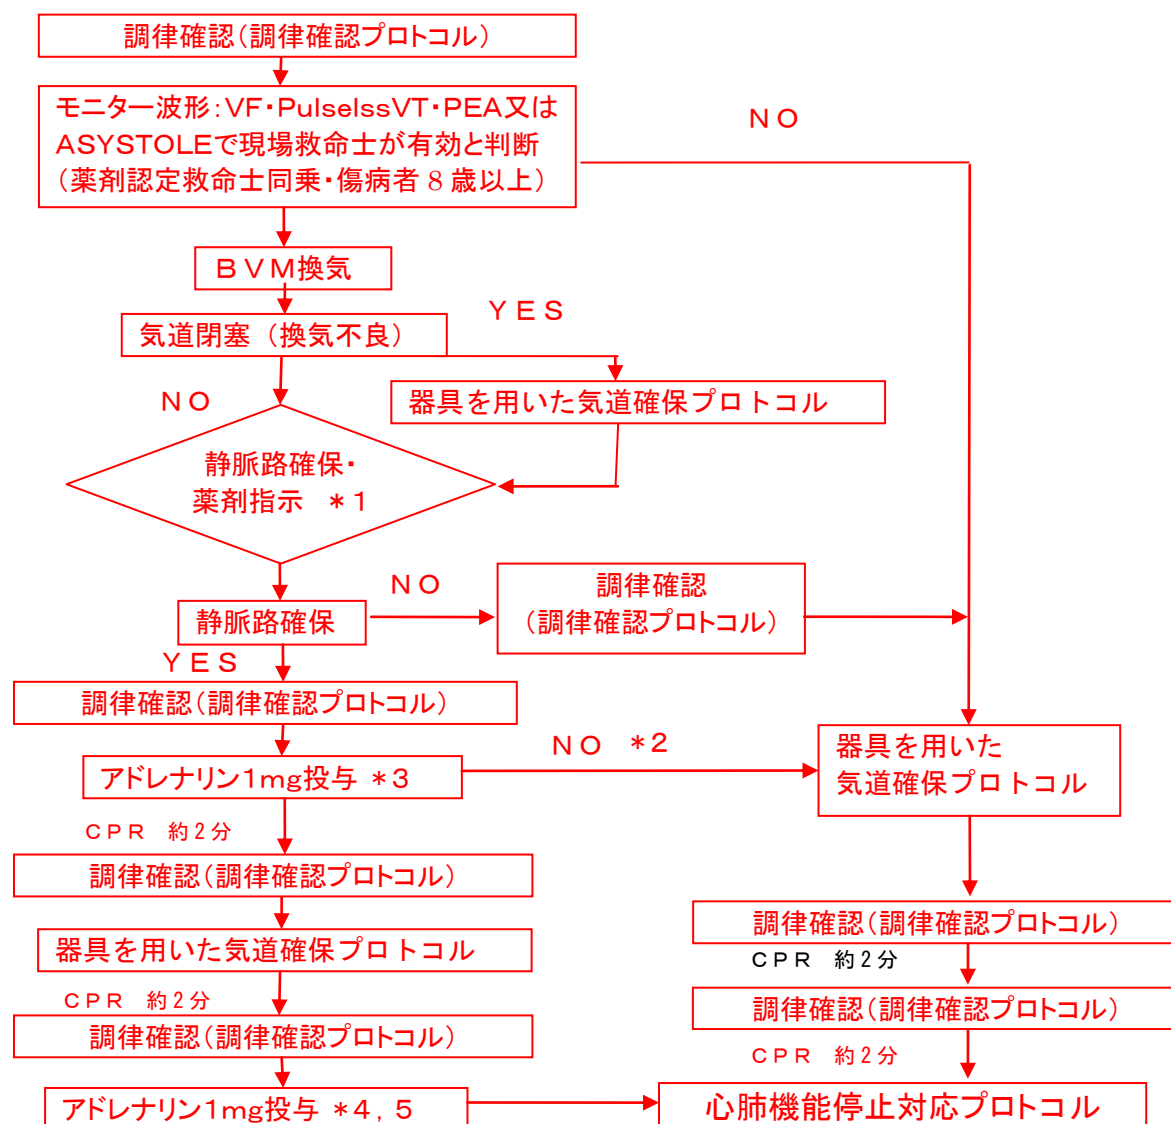 調律確認(調律確認プロトコル)
モニター波形:VF・PulselssVT・PEA又は
ASYSTOLEで現場救命士が有効と判断
(薬剤認定救命士同乗・傷病者8歳以上)
NO
BVM換気
気道閉塞(換気不良)
YES
NO
器具を用いた気道確保プロトコル
静脈路確保・
薬剤指示 *1
静脈路確保
NO
調律確認
(調律確認プロトコル)
YES
調律確認(調律確認プロトコル)
アドレナリン1mg投与 *3
NO *2
器具を用いた
気道確保プロトコル
CPR 約2分
調律確認(調律確認プロトコル)
器具を用いた気道確保プロトコル
CPR 約2分
調律確認(調律確認プロトコル)
アドレナリン1mg投与 *4,5
調律確認(調律確認プロトコル)
CPR 約2分
調律確認(調律確認プロトコル)
CPR 約2分
心肺機能停止対応プロトコル